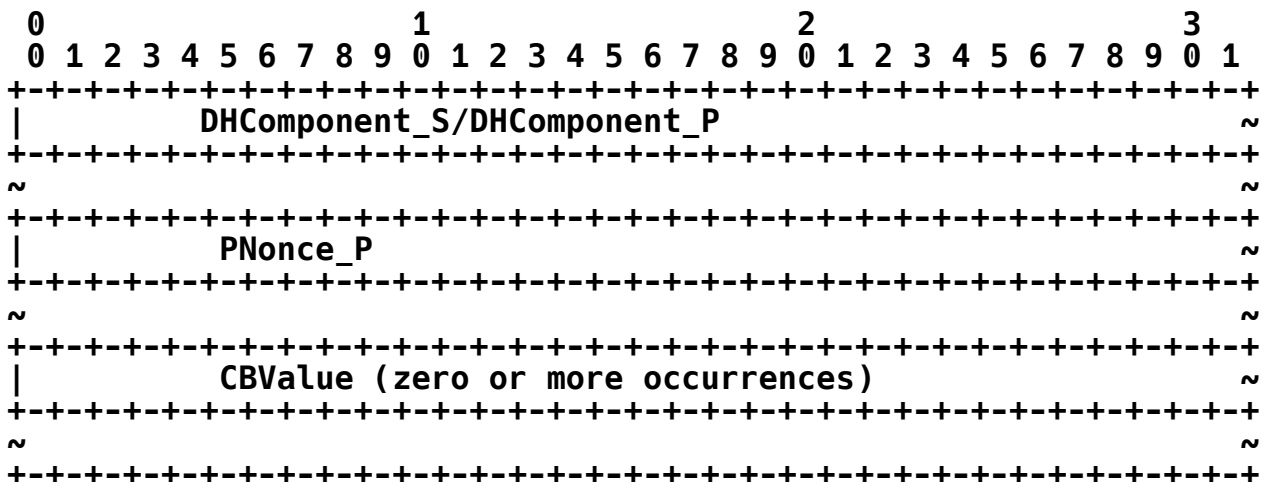 0                   1                   2                   3
 0 1 2 3 4 5 6 7 8 9 0 1 2 3 4 5 6 7 8 9 0 1 2 3 4 5 6 7 8 9 0 1
+-+-+-+-+-+-+-+-+-+-+-+-+-+-+-+-+-+-+-+-+-+-+-+-+-+-+-+-+-+-+-+-+
|         DHComponent_S/DHComponent_P                           ~
+-+-+-+-+-+-+-+-+-+-+-+-+-+-+-+-+-+-+-+-+-+-+-+-+-+-+-+-+-+-+-+-+
~                                                               ~
+-+-+-+-+-+-+-+-+-+-+-+-+-+-+-+-+-+-+-+-+-+-+-+-+-+-+-+-+-+-+-+-+
|          PNonce_P                                             ~
+-+-+-+-+-+-+-+-+-+-+-+-+-+-+-+-+-+-+-+-+-+-+-+-+-+-+-+-+-+-+-+-+
~                                                               ~
+-+-+-+-+-+-+-+-+-+-+-+-+-+-+-+-+-+-+-+-+-+-+-+-+-+-+-+-+-+-+-+-+
|          CBValue (zero or more occurrences)                   ~
+-+-+-+-+-+-+-+-+-+-+-+-+-+-+-+-+-+-+-+-+-+-+-+-+-+-+-+-+-+-+-+-+
~                                                               ~
+-+-+-+-+-+-+-+-+-+-+-+-+-+-+-+-+-+-+-+-+-+-+-+-+-+-+-+-+-+-+-+-+